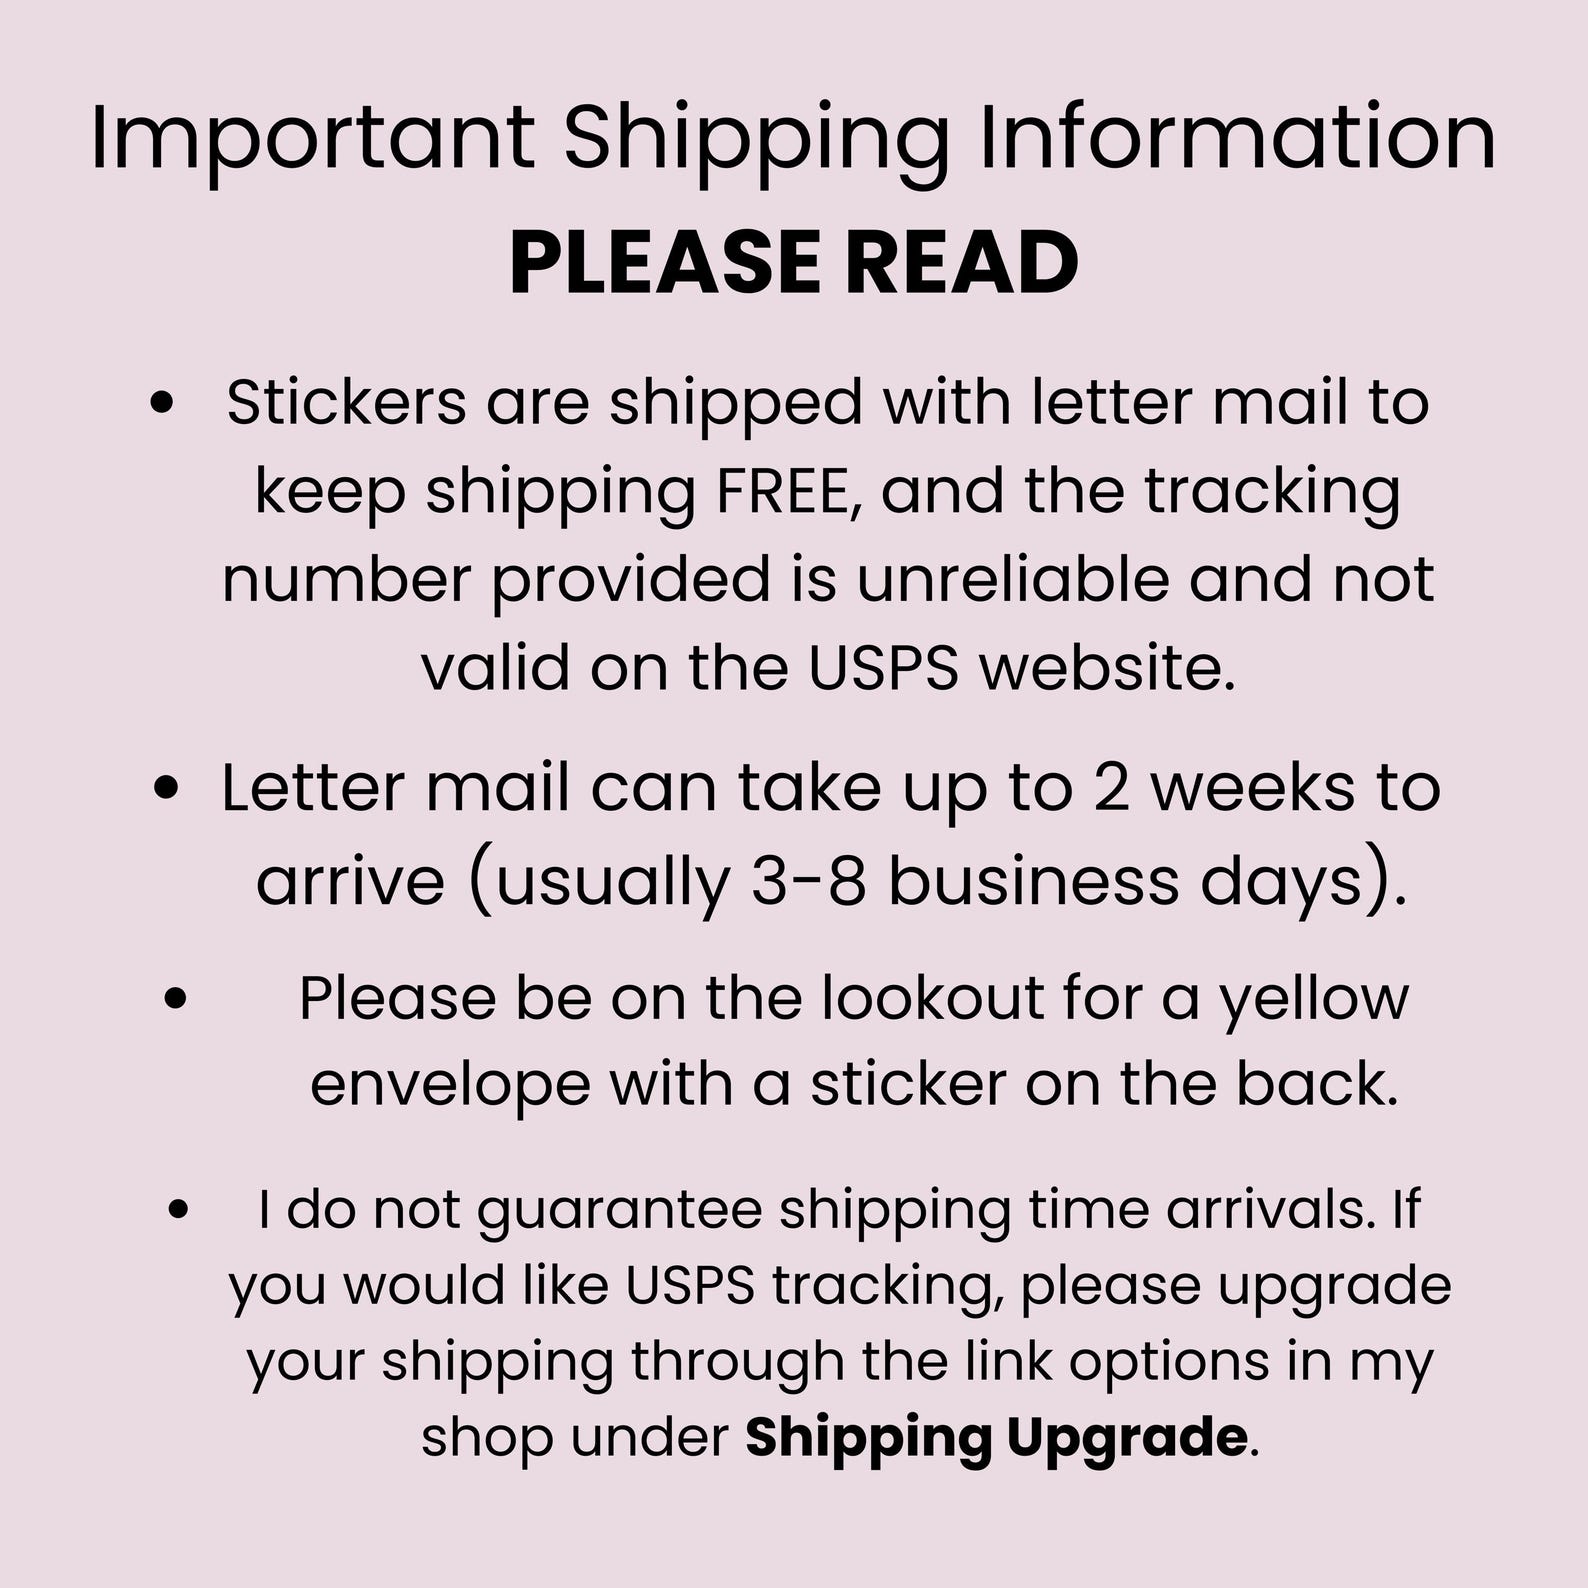 Important Shipping Information
PLEASE READ
• Stickers are shipped with letter mail to
keep shipping FREE, and the tracking
number provided is unreliable and not
valid on the USPS website.
• Letter mail can take up to 2 weeks to
arrive (usually 3-8 business days).
• Please be on the lookout for a yellow
envelope with a sticker on the back.
• I do not guarantee shipping time arrivals. If
you would like USPS tracking, please upgrade
your shipping through the link options in my
shop under Shipping Upgrade.